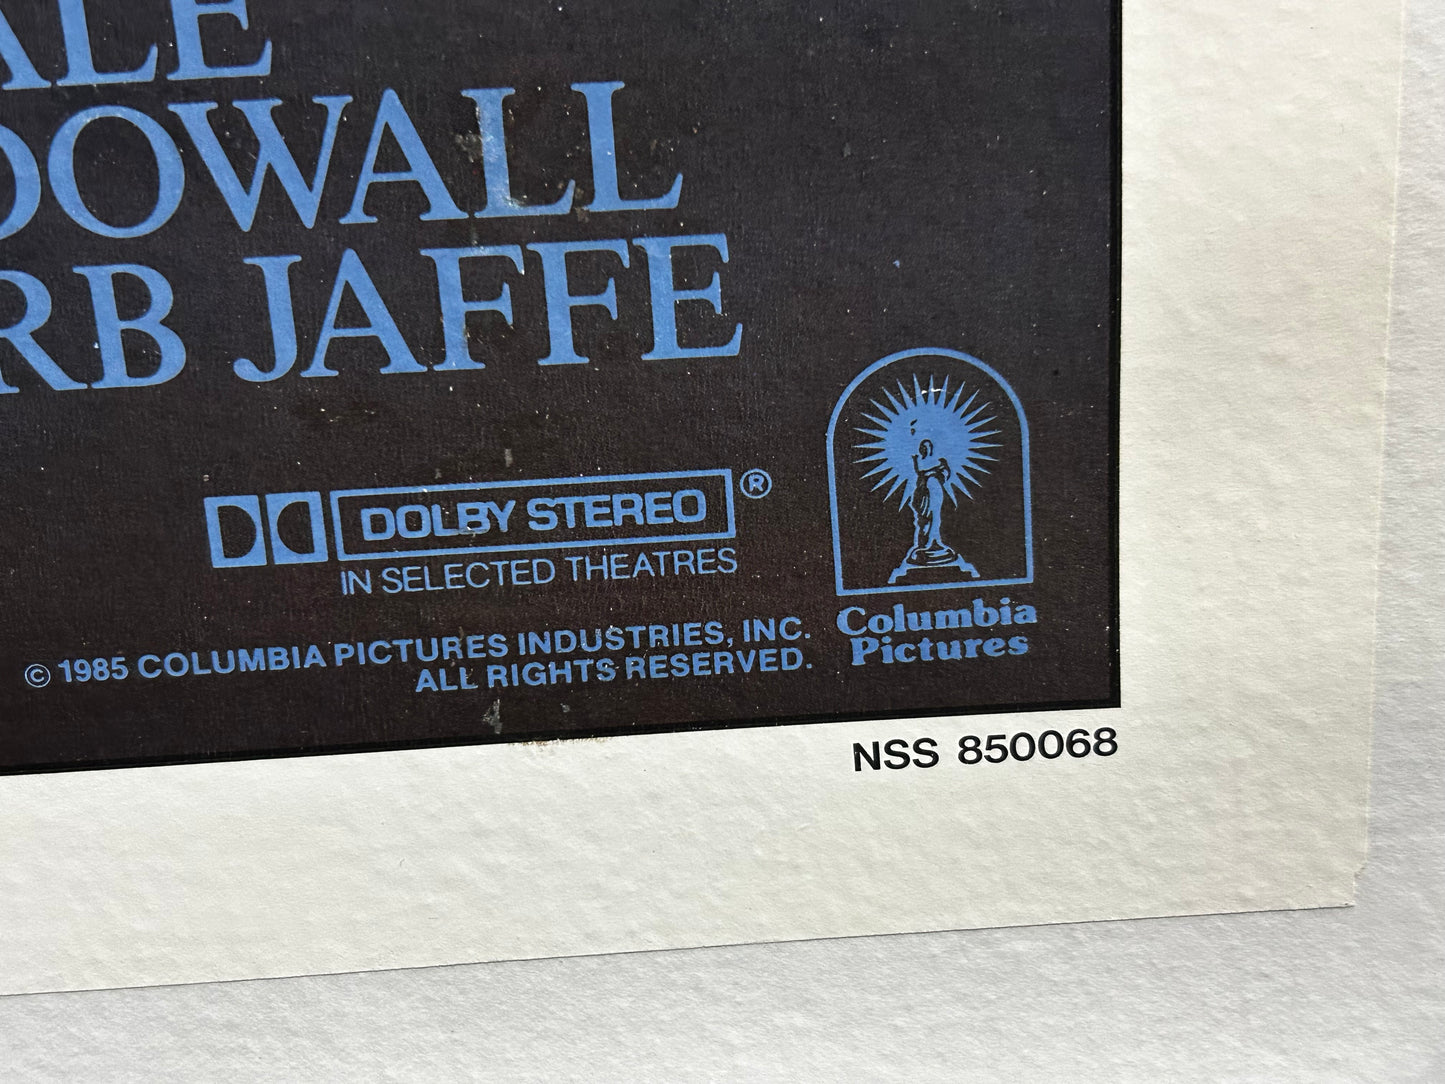 ALE
DOWALL
RB JAFFE
DOLBY STEREO ®
IN SELECTED THEATRES
© 1985 COLUMBIA PICTURES INDUSTRIES, INC.
ALL RIGHTS RESERVED.
Columbia
Pictures
NSS 850068